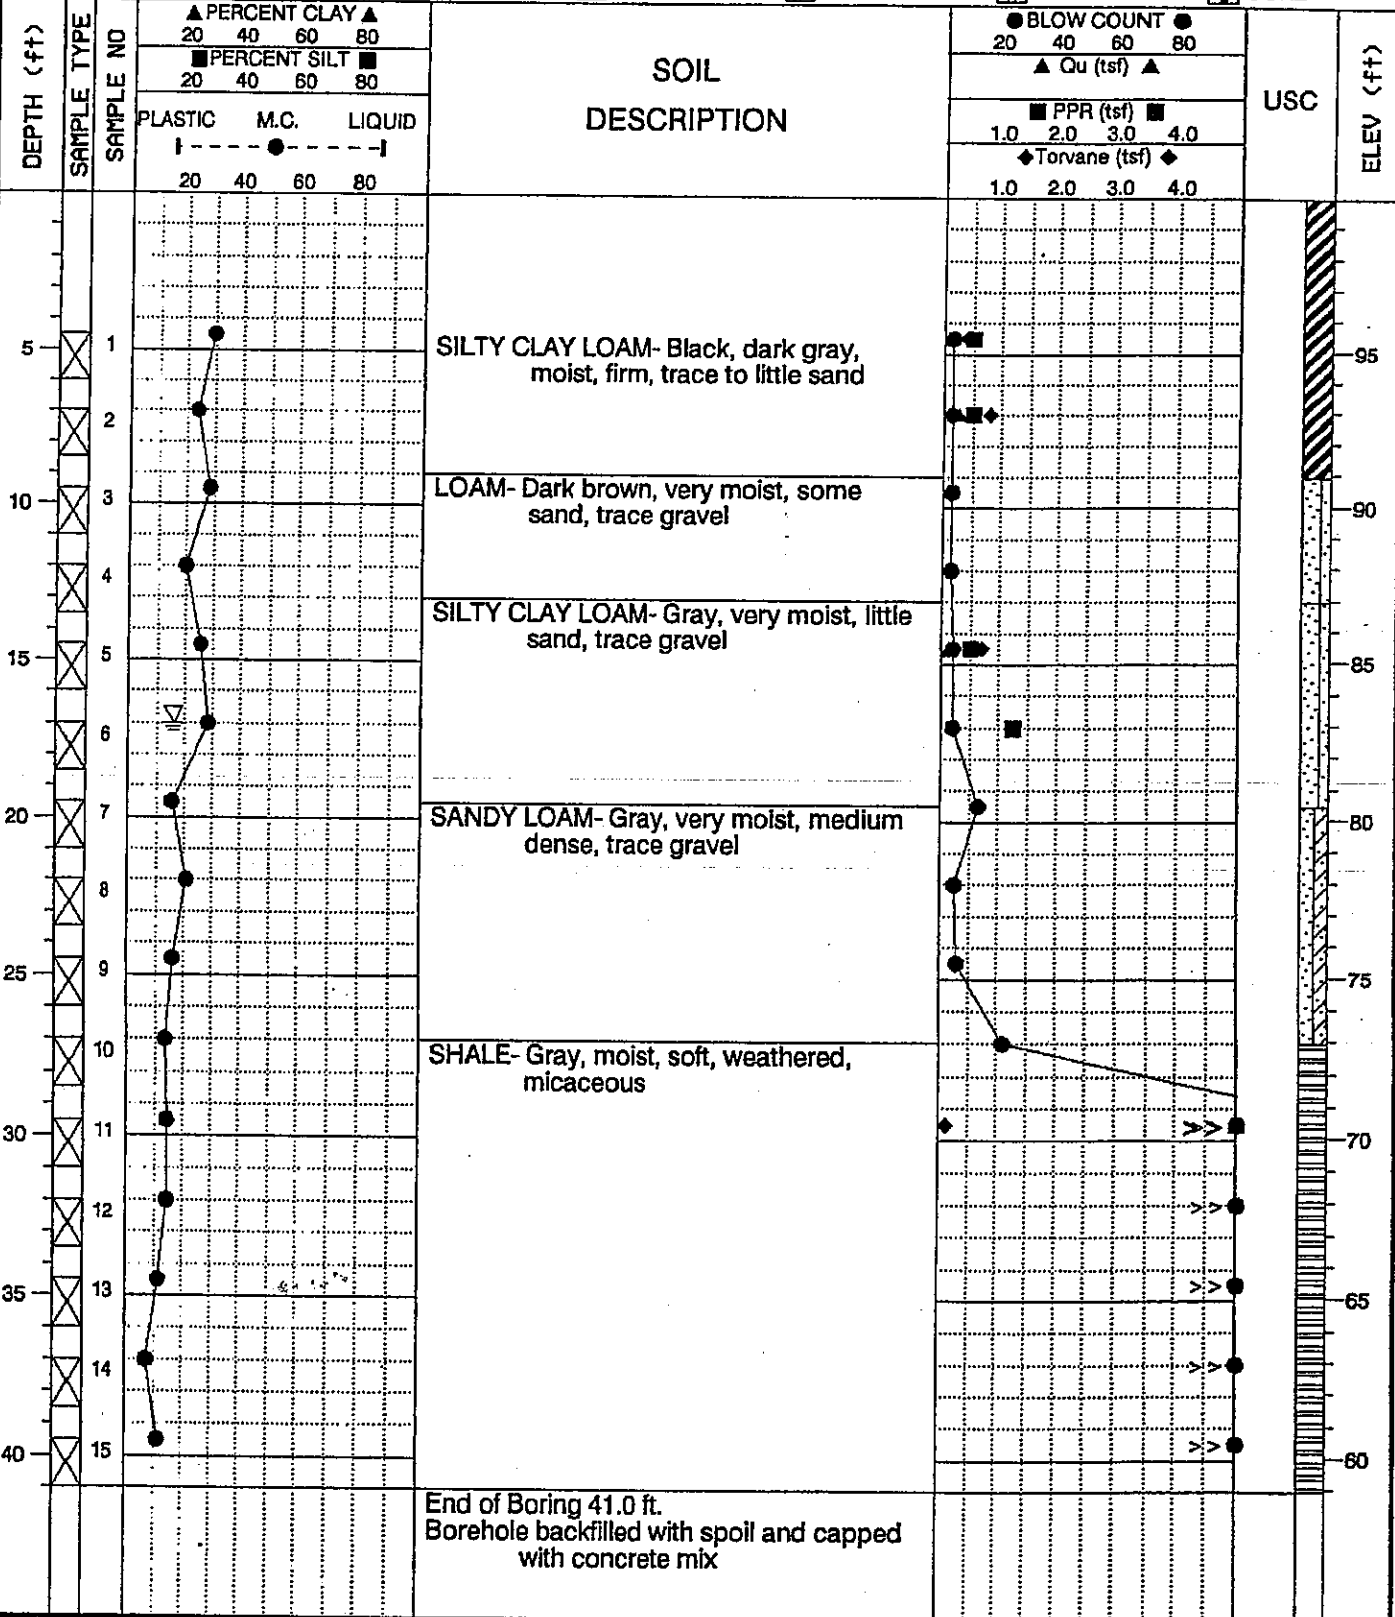 DEPTH (ft)
SAMPLE TYPE
SAMPLE NO
▲ PERCENT CLAY ▲
20 40 60 80
■ PERCENT SILT ■
20 40 60 80
PLASTIC M.C. LIQUID
20 40 60 80
SOIL
DESCRIPTION
● BLOW COUNT ●
20 40 60 80
▲ Qu (tsf) ▲
■ PPR (tsf) ■
1.0 2.0 3.0 4.0
◆ Torvane (tsf) ◆
1.0 2.0 3.0 4.0
USC
ELEV (ft)
5
1
SILTY CLAY LOAM- Black, dark gray,
moist, firm, trace to little sand
95
2
10
3
LOAM- Dark brown, very moist, some
sand, trace gravel
90
4
SILTY CLAY LOAM- Gray, very moist, little
sand, trace gravel
15
5
85
6
20
7
SANDY LOAM- Gray, very moist, medium
dense, trace gravel
80
8
25
9
75
10
SHALE- Gray, moist, soft, weathered,
micaceous
30
11
>>
70
12
>>
35
13
>>
65
14
>>
40
15
>>
60
End of Boring 41.0 ft.
Borehole backfilled with spoil and capped
with concrete mix